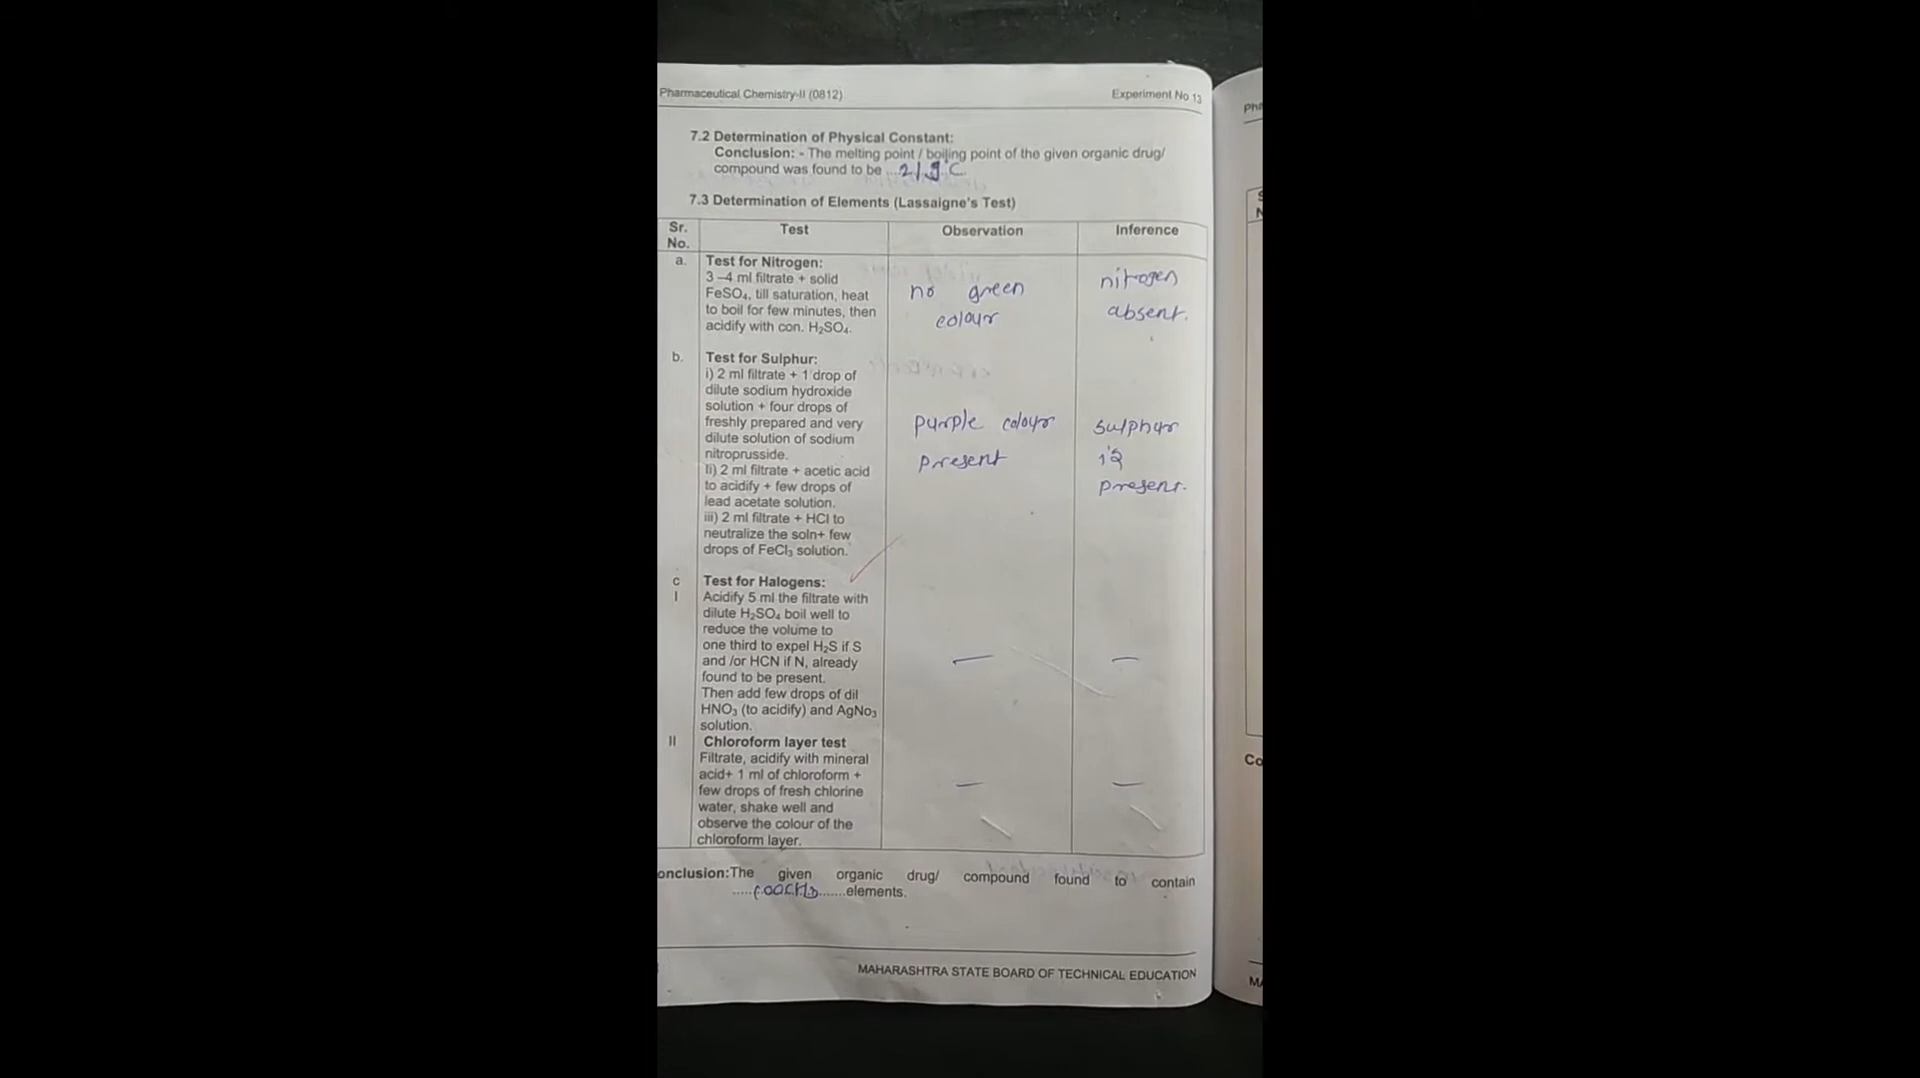 Pharmaceutical Chemistry-II (0812) Experiment No 13
7.2 Determination of Physical Constant:
Conclusion: - The melting point / boiling point of the given organic drug/
compound was found to be ...
7.3 Determination of Elements (Lassaigne's Test)
Sr. No. Test Observation Inference
a. Test for Nitrogen:
3 –4 ml filtrate + solid
FeSO4, till saturation, heat
to boil for few minutes, then
acidify with con. H2SO4.
no green
colour
nitrogen
absent.
b. Test for Sulphur:
i) 2 ml filtrate + 1 drop of
dilute sodium hydroxide
solution + four drops of
freshly prepared and very
dilute solution of sodium
nitroprusside.
Ii) 2 ml filtrate + acetic acid
to acidify + few drops of
lead acetate solution.
iii) 2 ml filtrate + HCl to
neutralize the soln+ few
drops of FeCl3 solution.
purple colour
present
sulphur
is
present.
c Test for Halogens:
I Acidify 5 ml the filtrate with
dilute H2SO4 boil well to
reduce the volume to
one third to expel H2S if S
and /or HCN if N, already
found to be present.
Then add few drops of dil
HNO3 (to acidify) and AgNo3
solution.
— —
II Chloroform layer test
Filtrate, acidify with mineral
acid+ 1 ml of chloroform +
few drops of fresh chlorine
water, shake well and
observe the colour of the
chloroform layer.
— —
onclusion:The given organic drug/ compound found to contain
..... .......elements.
MAHARASHTRA STATE BOARD OF TECHNICAL EDUCATION
Pha
S
N
Co
MA